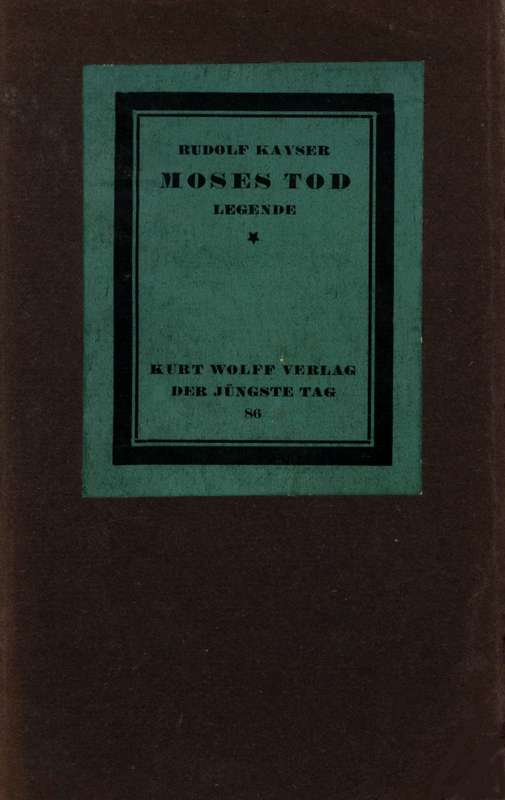 RUDOLF KAYSER
MOSES TOD
LEGENDE
KURT WOLFF VERLAG
DER JÜNGSTE TAG
86